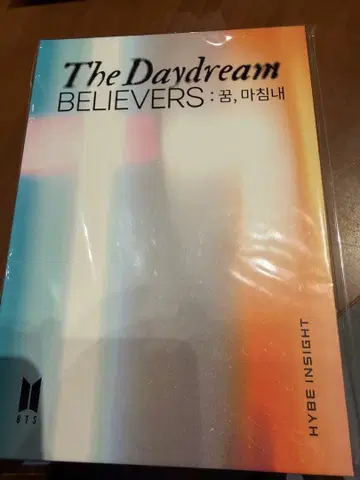 The Daydream
BELIEVERS : 꿈, 마침내
HYBE INSIGHT
BTS